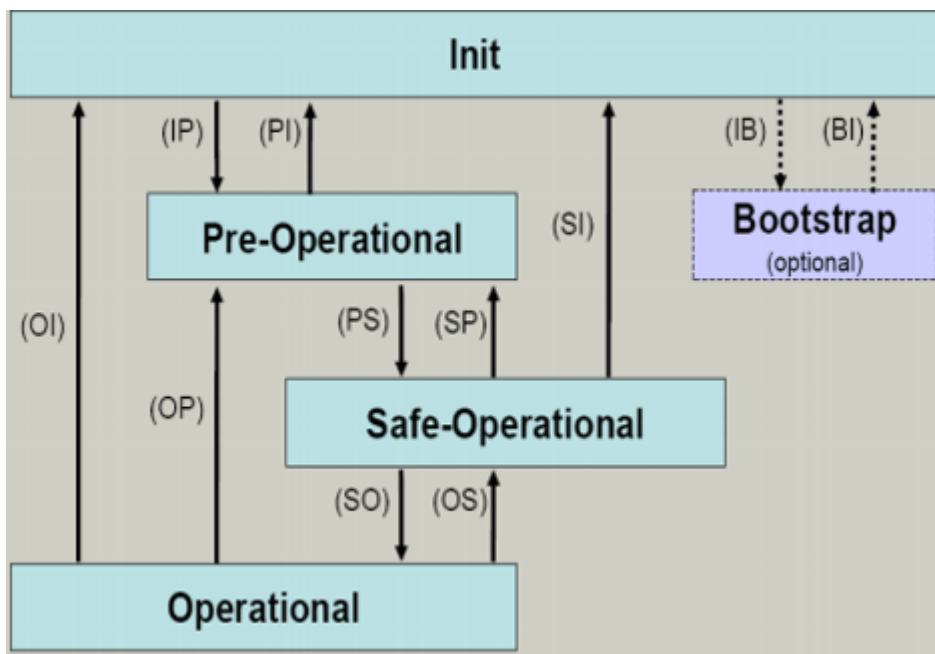 Init
(IP)
(PI)
(IB)
(BI)
Pre-Operational
(SI)
Bootstrap
(optional)
(OI)
(PS)
(SP)
(OP)
Safe-Operational
(SO)
(OS)
Operational